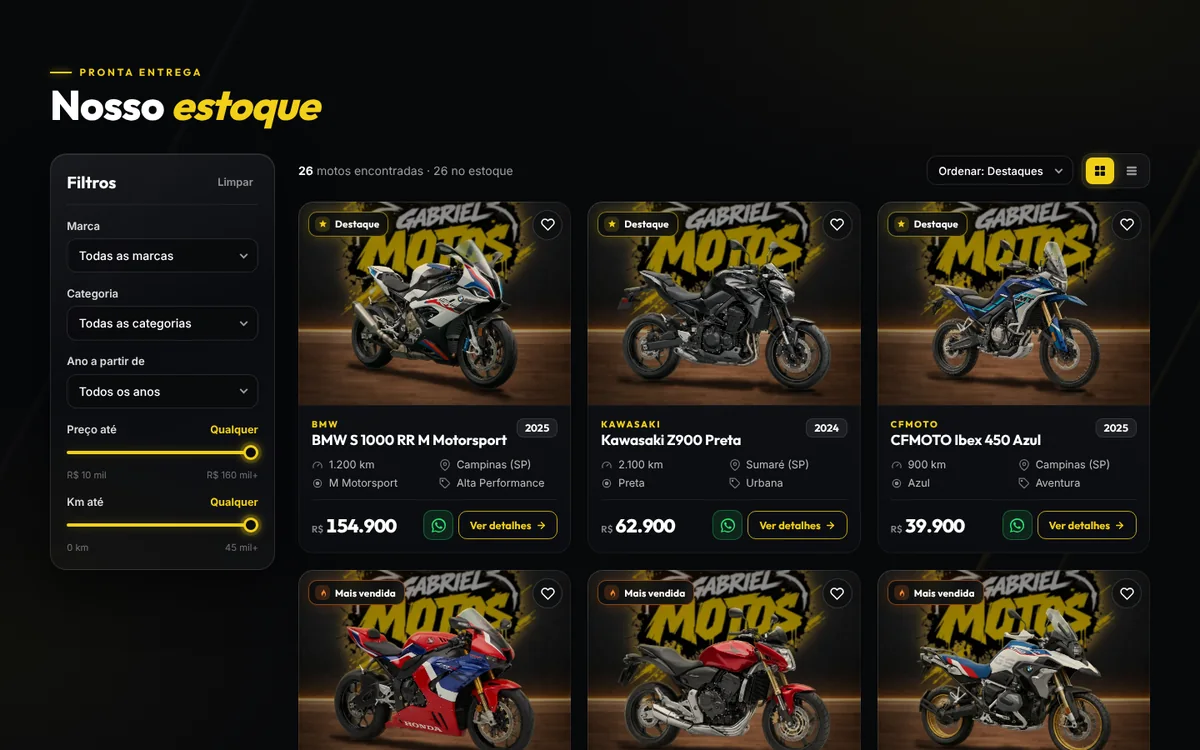 PRONTA ENTREGA
Nosso estoque
Filtros
Limpar
Marca
Todas as marcas
Categoria
Todas as categorias
Ano a partir de
Todos os anos
Preço até
Qualquer
R$ 10 mil
R$ 160 mil+
Km até
Qualquer
0 km
45 mil+
26 motos encontradas · 26 no estoque
Ordenar: Destaques
Destaque
GABRIEL
MOTOS
BMW
BMW S 1000 RR M Motorsport
2025
1.200 km
Campinas (SP)
M Motorsport
Alta Performance
R$ 154.900
Ver detalhes →
Destaque
GABRIEL
MOTOS
KAWASAKI
Kawasaki Z900 Preta
2024
2.100 km
Sumaré (SP)
Preta
Urbana
R$ 62.900
Ver detalhes →
Destaque
GABRIEL
MOTOS
CFMOTO
CFMOTO Ibex 450 Azul
2025
900 km
Campinas (SP)
Azul
Aventura
R$ 39.900
Ver detalhes →
Mais vendida
GABRIEL
MOTOS
HONDA
Mais vendida
GABRIEL
MOTOS
Mais vendida
GABRIEL
MOTOS